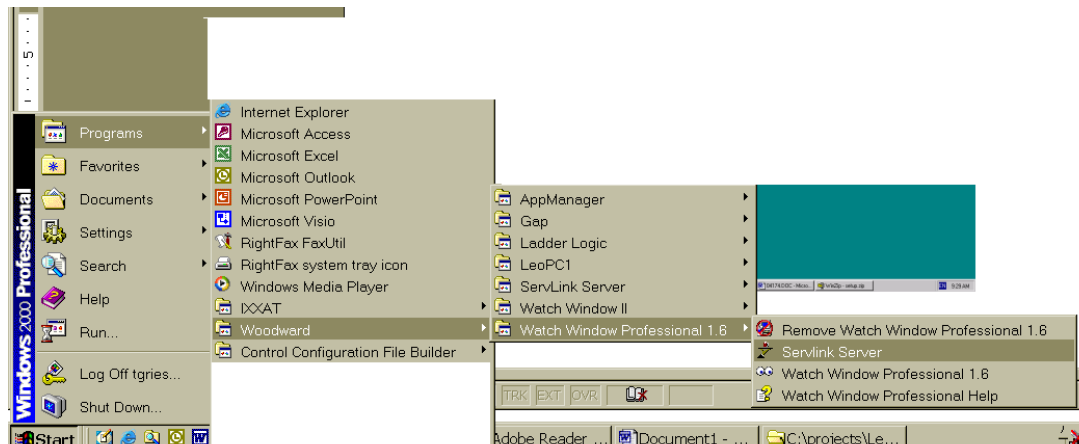 5
Windows 2000 Professional
Programs
Favorites
Documents
Settings
Search
Help
Run...
Log Off tgries...
Shut Down...
Internet Explorer
Microsoft Access
Microsoft Excel
Microsoft Outlook
Microsoft PowerPoint
Microsoft Visio
RightFax FaxUtil
RightFax system tray icon
Windows Media Player
IXXAT
Woodward
Control Configuration File Builder
AppManager
Gap
Ladder Logic
LeoPC1
ServLink Server
Watch Window II
Watch Window Professional 1.6
Remove Watch Window Professional 1.6
Servlink Server
Watch Window Professional 1.6
Watch Window Professional Help
9:29 AM
TRK EXT OVR
Start
Adobe Reader ...
Document1 - ...
C:\projects\Le...